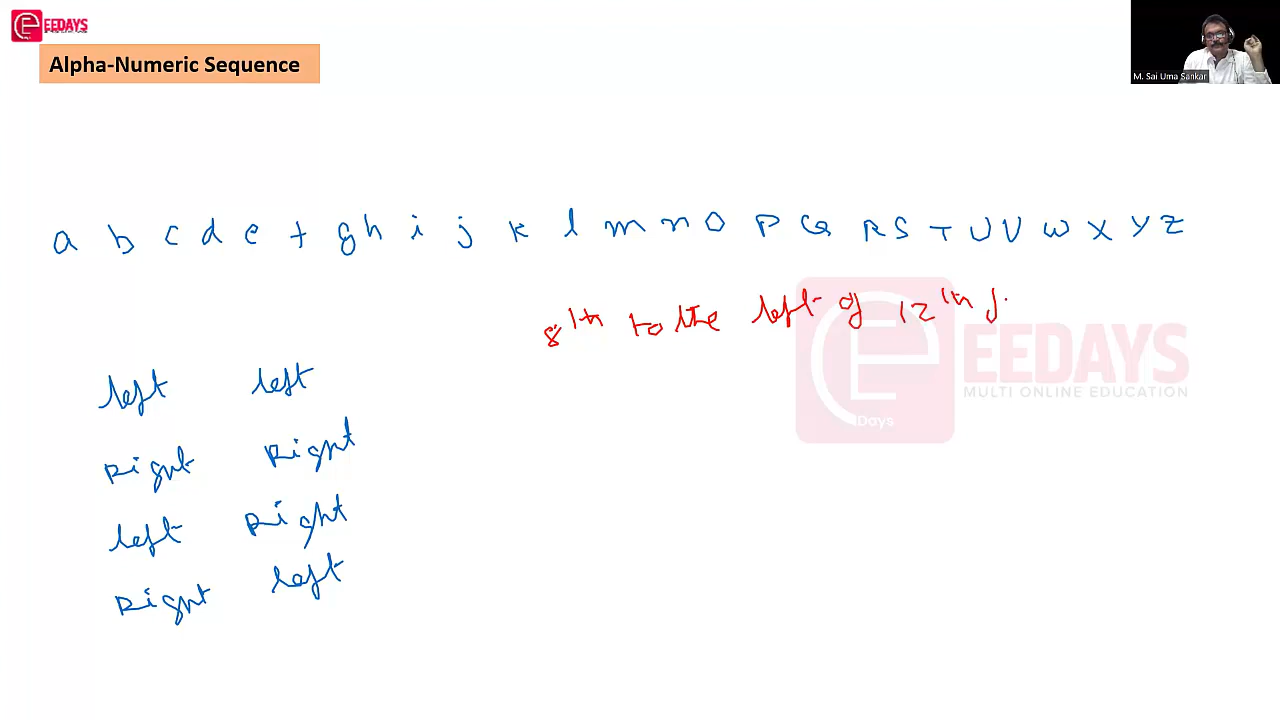 EEDAYS
Alpha-Numeric Sequence
M. Sai Uma Sankar
a b c d e f g h i j k l m n O P Q R S T U V W X Y Z
8th to the left of 12th f
EEDAYS
MULTI ONLINE EDUCATION
Days
left left
Right Right
left Right
Right left